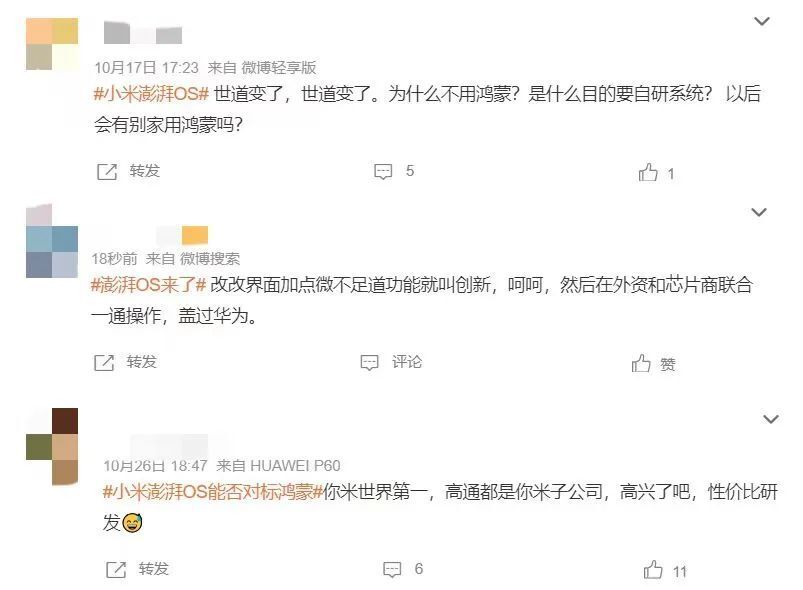 10月17日 17:23 来自 微博轻享版
#小米澎湃OS# 世道变了，世道变了。为什么不用鸿蒙？是什么目的要自研系统？ 以后
会有别家用鸿蒙吗？
转发 5 1
18秒前 来自 微博搜索
#澎湃OS来了# 改改界面加点微不足道功能就叫创新，呵呵，然后在外资和芯片商联合
一通操作，盖过华为。
转发 评论 赞
10月26日 18:47 来自 HUAWEI P60
#小米澎湃OS能否对标鸿蒙#你米世界第一，高通都是你米子公司，高兴了吧，性价比研
发😅
转发 6 11